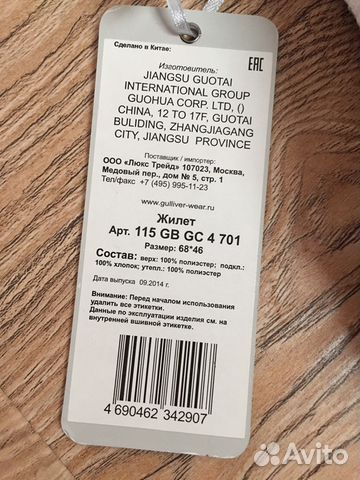 Сделано в Китае:
EAC
Изготовитель:
JIANGSU GUOTAI
INTERNATIONAL GROUP
GUOHUA CORP. LTD, ()
CHINA, 12 TO 17F, GUOTAI
BULIDING, ZHANGJIAGANG
CITY, JIANGSU PROVINCE
Поставщик / импортер:
ООО «Люкс Трейд» 107023, Москва,
Медовый пер., дом № 5, стр. 1
Тел/факс +7 (495) 995-11-23
www.gulliver-wear.ru
Жилет
Арт. 115 GB GC 4 701
Размер: 68*46
Состав: верх: 100% полиэстер; подкл.:
100% хлопок; утепл.: 100% полиэстер
Дата выпуска 09.2014 г.
Внимание: Перед началом использования
удалить все этикетки.
Данные по эксплуатации изделия см. на
внутренней вшивной этикетке.
4 690462 342907
Avito